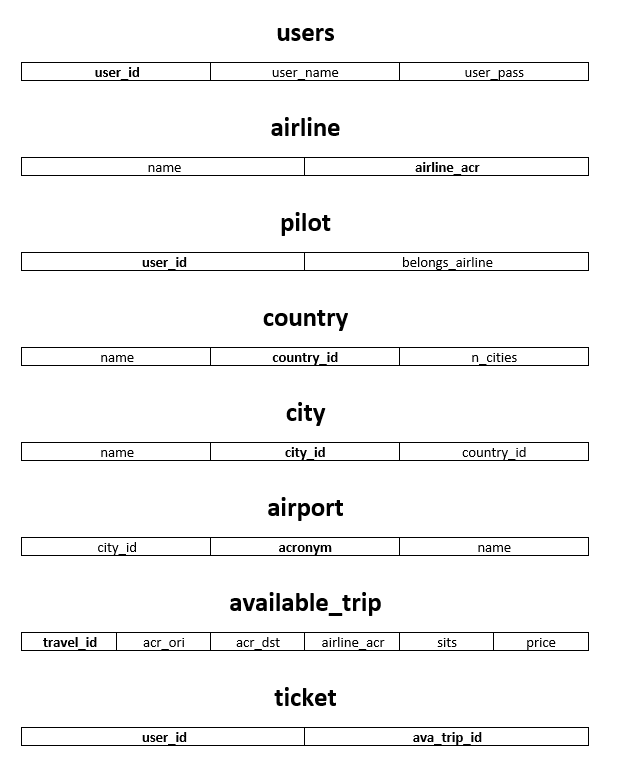 users
user_id user_name user_pass
airline
name airline_acr
pilot
user_id belongs_airline
country
name country_id n_cities
city
name city_id country_id
airport
city_id acronym name
available_trip
travel_id acr_ori acr_dst airline_acr sits price
ticket
user_id ava_trip_id